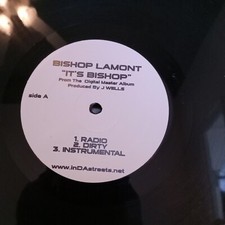 BISHOP LAMONT
"IT'S BISHOP"
From The Digital Master Album
Produced By J WELLS
side A
1. RADIO
2. DIRTY
3. INSTRUMENTAL
www.inDAstreets.net